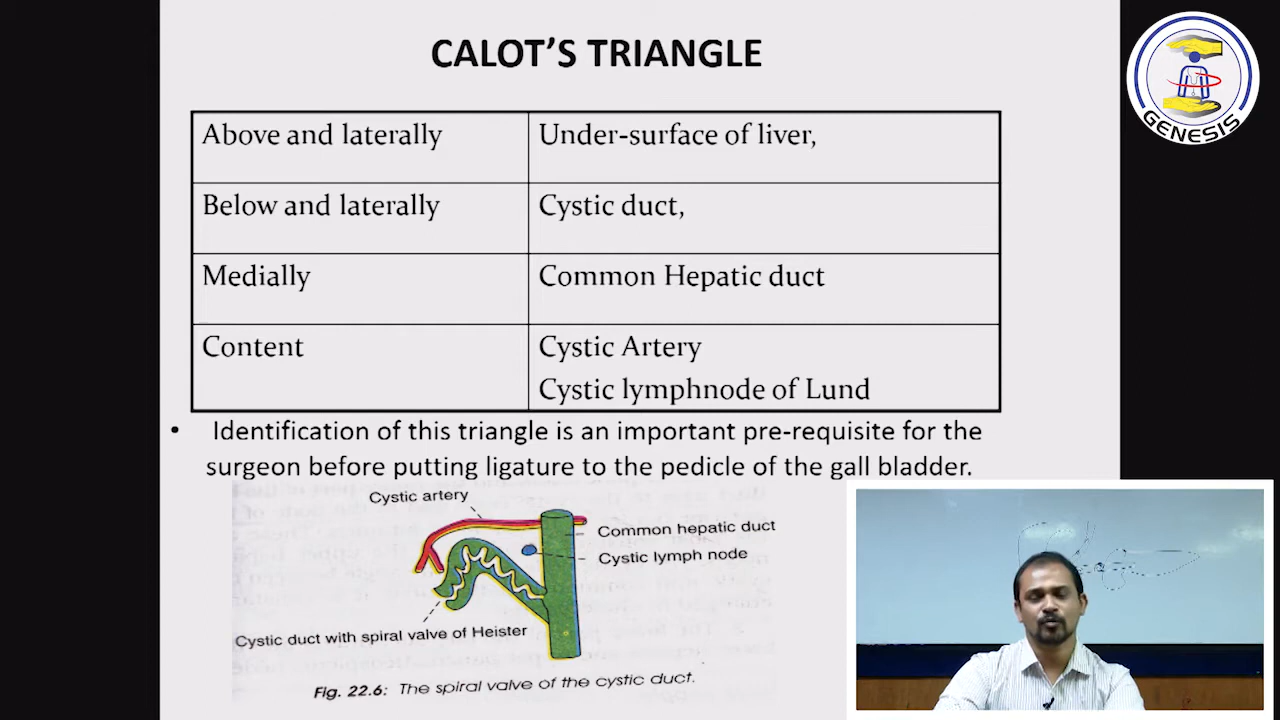 CALOT’S TRIANGLE
GENESIS
Above and laterally
Under-surface of liver,
Below and laterally
Cystic duct,
Medially
Common Hepatic duct
Content
Cystic Artery
Cystic lymphnode of Lund
• Identification of this triangle is an important pre-requisite for the
surgeon before putting ligature to the pedicle of the gall bladder.
Cystic artery
Common hepatic duct
Cystic lymph node
Cystic duct with spiral valve of Heister
Fig. 22.6: The spiral valve of the cystic duct.